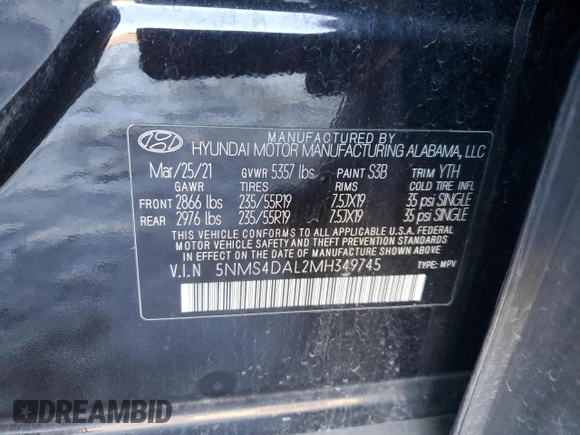 MANUFACTURED BY
HYUNDAI MOTOR MANUFACTURING ALABAMA, LLC
Mar/25/21 GVWR 5357 lbs PAINT S3B TRIM YTH
GAWR TIRES RIMS COLD TIRE INFL
FRONT 2866 lbs 235/55R19 7.5JX19 35 psi SINGLE
REAR 2976 lbs 235/55R19 7.5JX19 35 psi SINGLE
THIS VEHICLE CONFORMS TO ALL APPLICABLE U.S.A. FEDERAL
MOTOR VEHICLE SAFETY AND THEFT PREVENTION STANDARDS
IN EFFECT ON THE DATE OF MANUFACTURE SHOWN ABOVE.
V.I.N 5NMS4DAL2MH349745 TYPE: MPV
DREAMBID